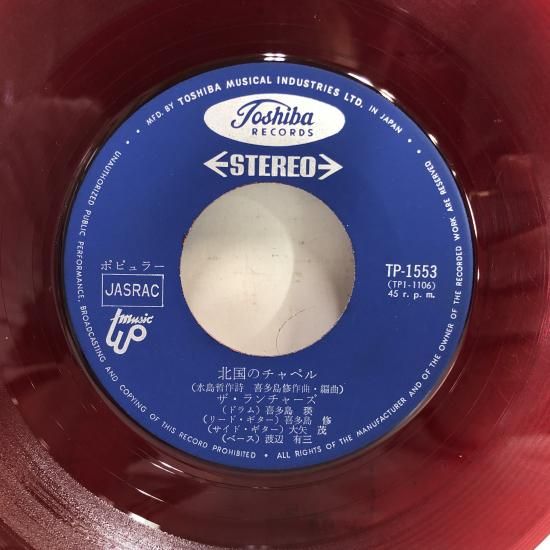 MFD. BY TOSHIBA MUSICAL INDUSTRIES LTD. IN JAPAN •
Toshiba
RECORDS
STEREO
ポピュラー
JASRAC
music
TP-1553
(TP1-1106)
45 r. p. m.
北国のチャペル
(水島哲作詩 喜多島修作曲・編曲)
ザ・ランチャーズ
(ドラム) 喜多島 瑛
(リード・ギター) 喜多島 修
(サイド・ギター) 大矢 茂
(ベース) 渡辺 有三
UNAUTHORIZED PUBLIC PERFORMANCE, BROADCASTING AND COPYING OF THIS RECORD PROHIBITED • ALL RIGHTS OF THE MANUFACTURER AND OF THE OWNER OF THE RECORDED WORK ARE RESERVED